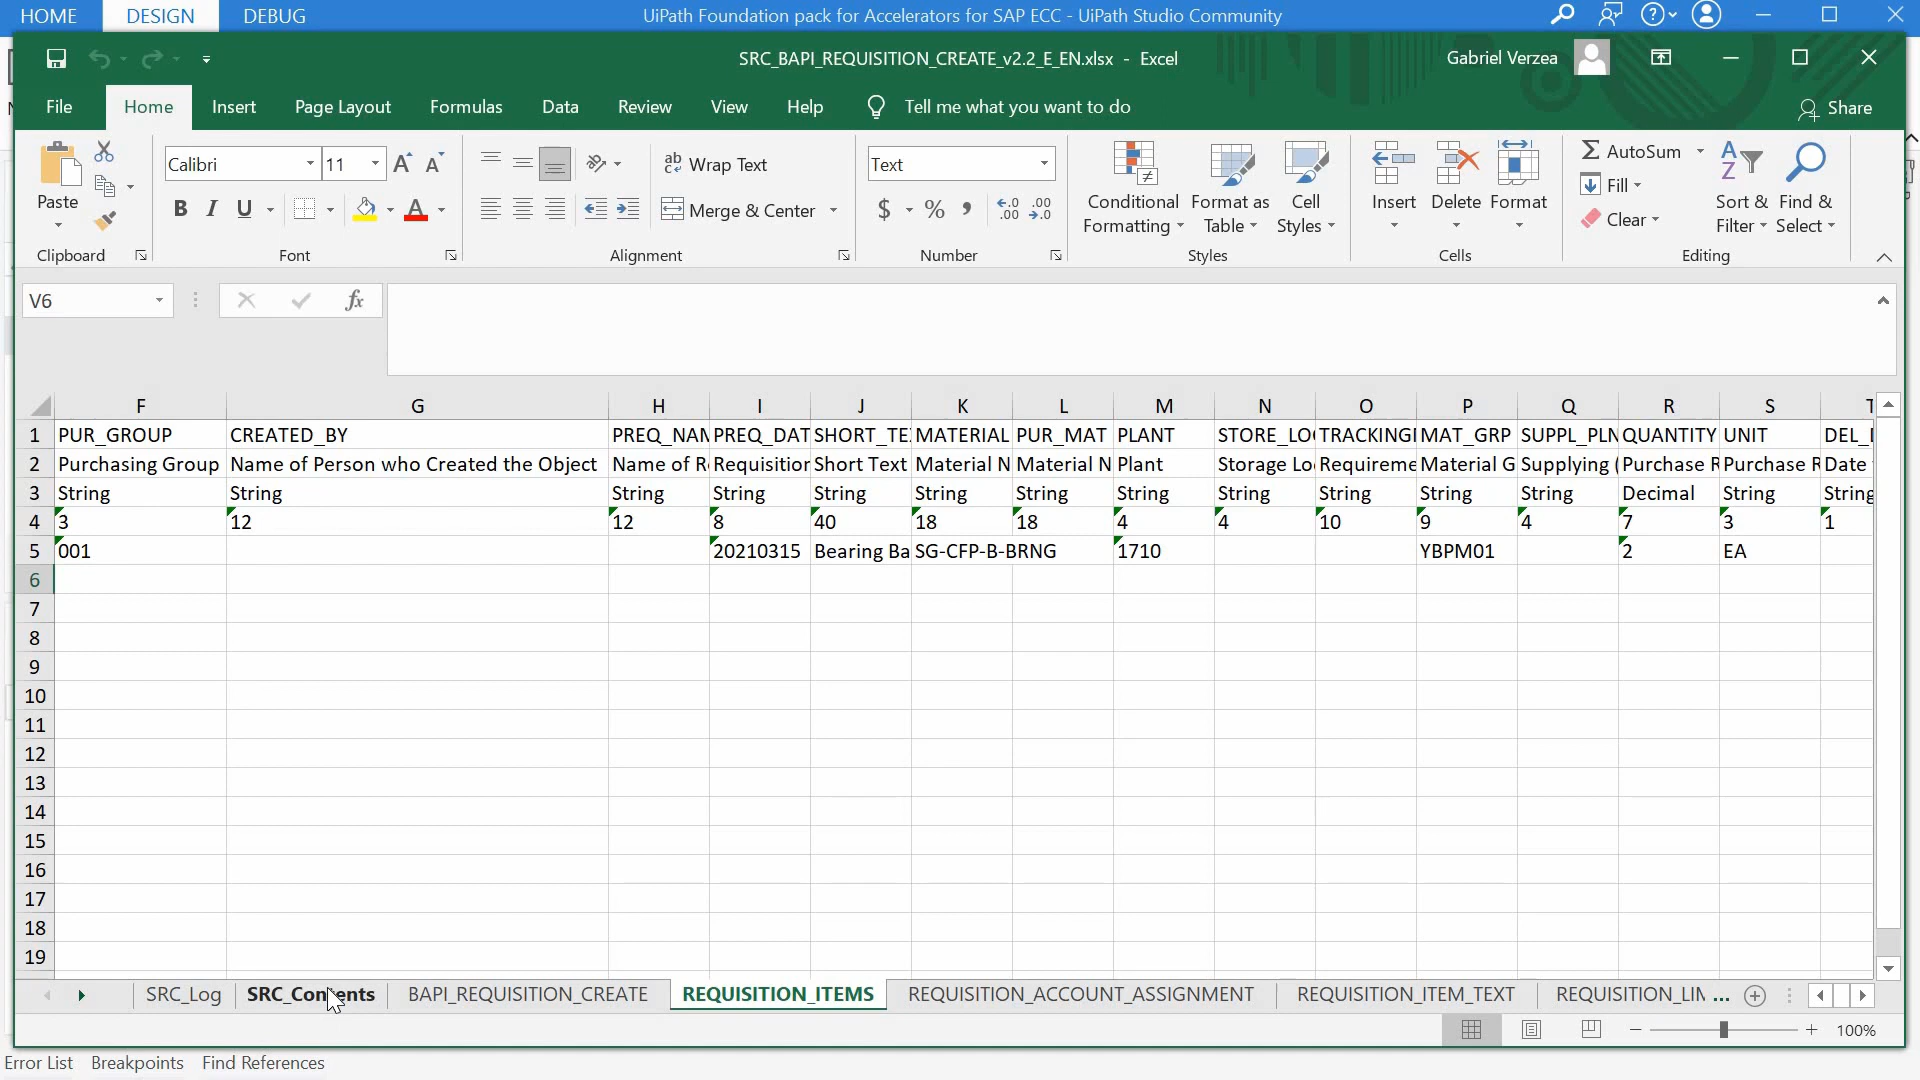 HOME DESIGN DEBUG UiPath Foundation pack for Accelerators for SAP ECC - UiPath Studio Community
SRC_BAPI_REQUISITION_CREATE_v2.2_E_EN.xlsx - Excel Gabriel Verzea
File Home Insert Page Layout Formulas Data Review View Help Tell me what you want to do Share
Calibri 11 Wrap Text Text AutoSum
Paste B I U Merge & Center $ % Conditional Formatting Format as Table Cell Styles Insert Delete Format Fill Clear Sort & Filter Find & Select
Clipboard Font Alignment Number Styles Cells Editing
V6 fx
F G H I J K L M N O P Q R S T
1 PUR_GROUP CREATED_BY PREQ_NAM PREQ_DAT SHORT_TE MATERIAL PUR_MAT PLANT STORE_LO TRACKING MAT_GRP SUPPL_PLN QUANTITY UNIT DEL_
2 Purchasing Group Name of Person who Created the Object Name of R Requisition Short Text Material N Material N Plant Storage Lo Requireme Material G Supplying ( Purchase R Purchase R Date
3 String String String String String String String String String String String String Decimal String String
4 3 12 12 8 40 18 18 4 4 10 9 4 7 3 1
5 001 20210315 Bearing Ba SG-CFP-B-BRNG 1710 YBPM01 2 EA
6
7
8
9
10
11
12
13
14
15
16
17
18
19
SRC_Log SRC_Contents BAPI_REQUISITION_CREATE REQUISITION_ITEMS REQUISITION_ACCOUNT_ASSIGNMENT REQUISITION_ITEM_TEXT REQUISITION_LIM ...
100%
Error List Breakpoints Find References